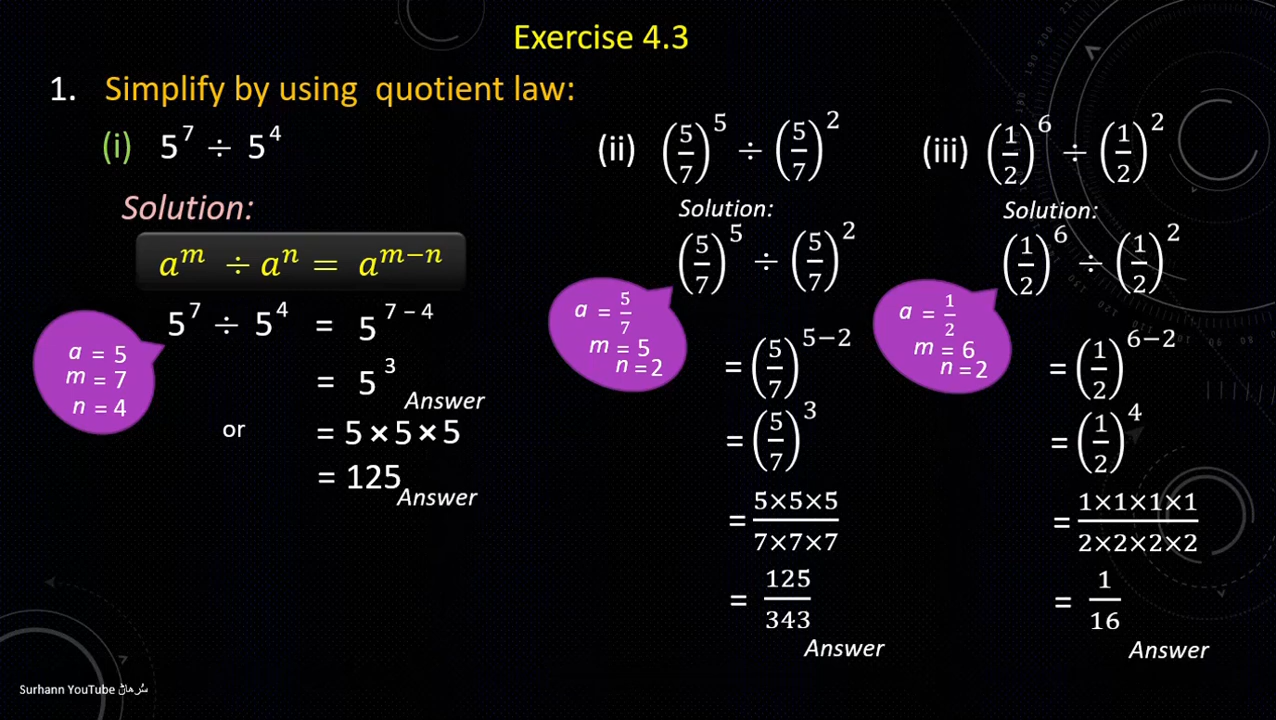 Exercise 4.3
1. Simplify by using quotient law:
(i) 5^7 ÷ 5^4
Solution:
a^m ÷ a^n = a^(m−n)
a = 5
m = 7
n = 4
5^7 ÷ 5^4 = 5^(7 − 4)
= 5^3
Answer
or = 5 × 5 × 5
= 125
Answer
(ii) (5/7)^5 ÷ (5/7)^2
Solution:
(5/7)^5 ÷ (5/7)^2
a = 5/7
m = 5
n = 2
= (5/7)^(5−2)
= (5/7)^3
= (5×5×5)/(7×7×7)
= 125/343
Answer
(iii) (1/2)^6 ÷ (1/2)^2
Solution:
(1/2)^6 ÷ (1/2)^2
a = 1/2
m = 6
n = 2
= (1/2)^(6−2)
= (1/2)^4
= (1×1×1×1)/(2×2×2×2)
= 1/16
Answer
Surhann YouTube